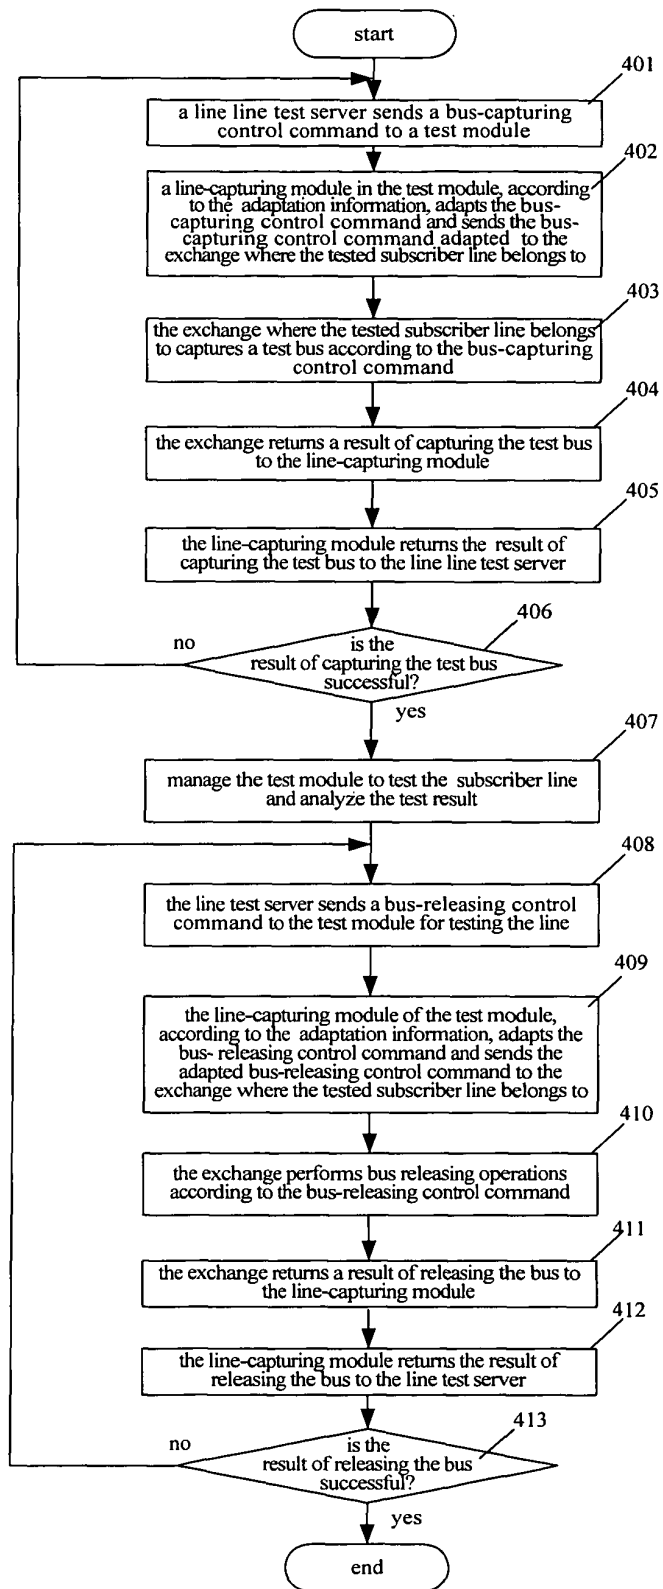 start
401
a line line test server sends a bus-capturing
control command to a test module
402
a line-capturing module in the test module, according
to the adaptation information, adapts the bus-
capturing control command and sends the bus-
capturing control command adapted to the
exchange where the tested subscriber line belongs to
403
the exchange where the tested subscriber line belongs
to captures a test bus according to the bus-capturing
control command
404
the exchange returns a result of capturing the test bus
to the line-capturing module
405
the line-capturing module returns the result of
capturing the test bus to the line line test server
406
no
is the
result of capturing the test bus
successful?
yes
407
manage the test module to test the subscriber line
and analyze the test result
408
the line test server sends a bus-releasing control
command to the test module for testing the line
409
the line-capturing module of the test module,
according to the adaptation information, adapts the
bus- releasing control command and sends the
adapted bus-releasing control command to the
exchange where the tested subscriber line belongs to
410
the exchange performs bus releasing operations
according to the bus-releasing control command
411
the exchange returns a result of releasing the bus to
the line-capturing module
412
the line-capturing module returns the result of
releasing the bus to the line test server
413
no
is the
result of releasing the bus
successful?
yes
end